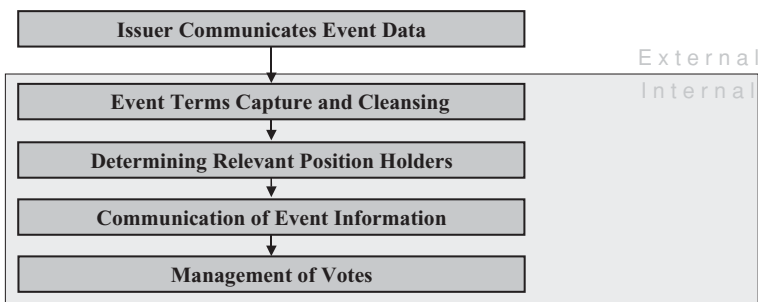 Issuer Communicates Event Data
External
Internal
Event Terms Capture and Cleansing
Determining Relevant Position Holders
Communication of Event Information
Management of Votes